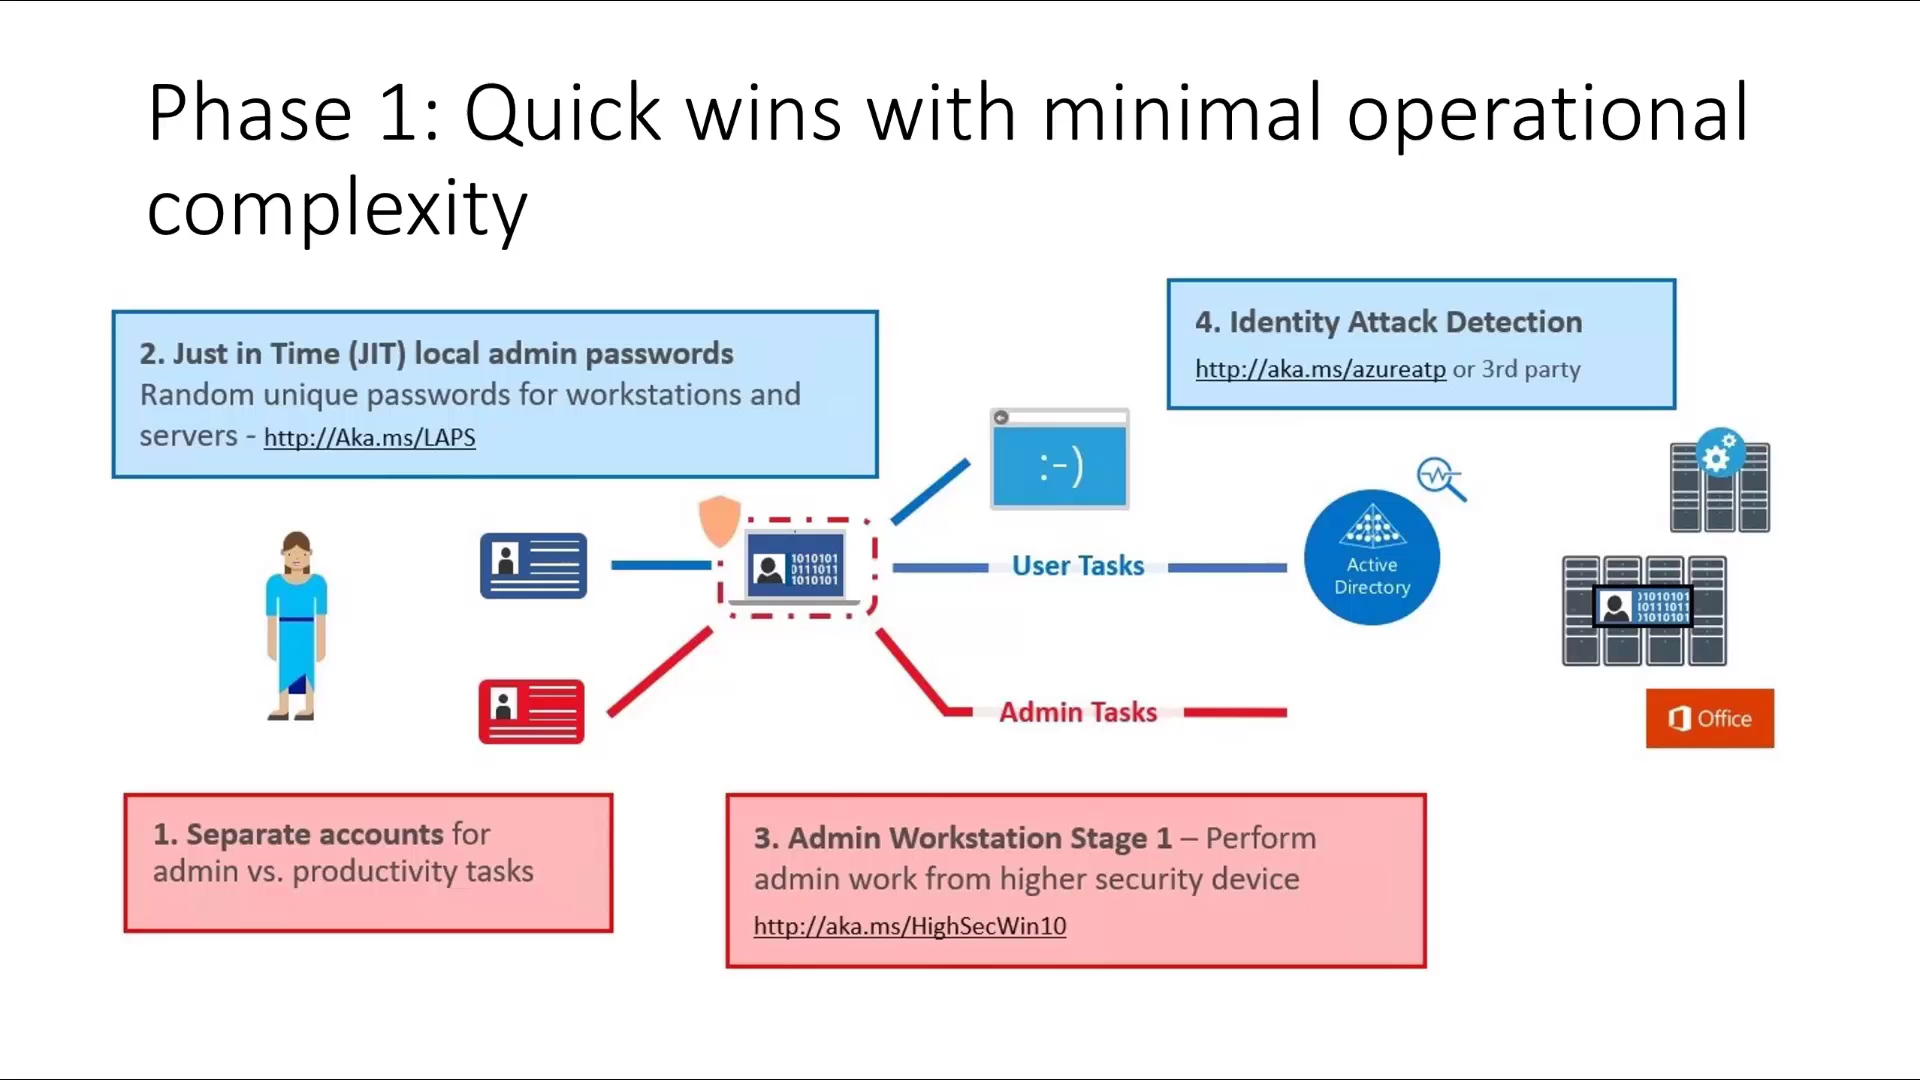 Phase 1: Quick wins with minimal operational
complexity
2. Just in Time (JIT) local admin passwords
Random unique passwords for workstations and
servers - http://Aka.ms/LAPS
4. Identity Attack Detection
http://aka.ms/azureatp or 3rd party
:-)
1010101
0111011
1010101
User Tasks
Active
Directory
)1010101
10111011
)1010101
Admin Tasks
Office
1. Separate accounts for
admin vs. productivity tasks
3. Admin Workstation Stage 1 – Perform
admin work from higher security device
http://aka.ms/HighSecWin10